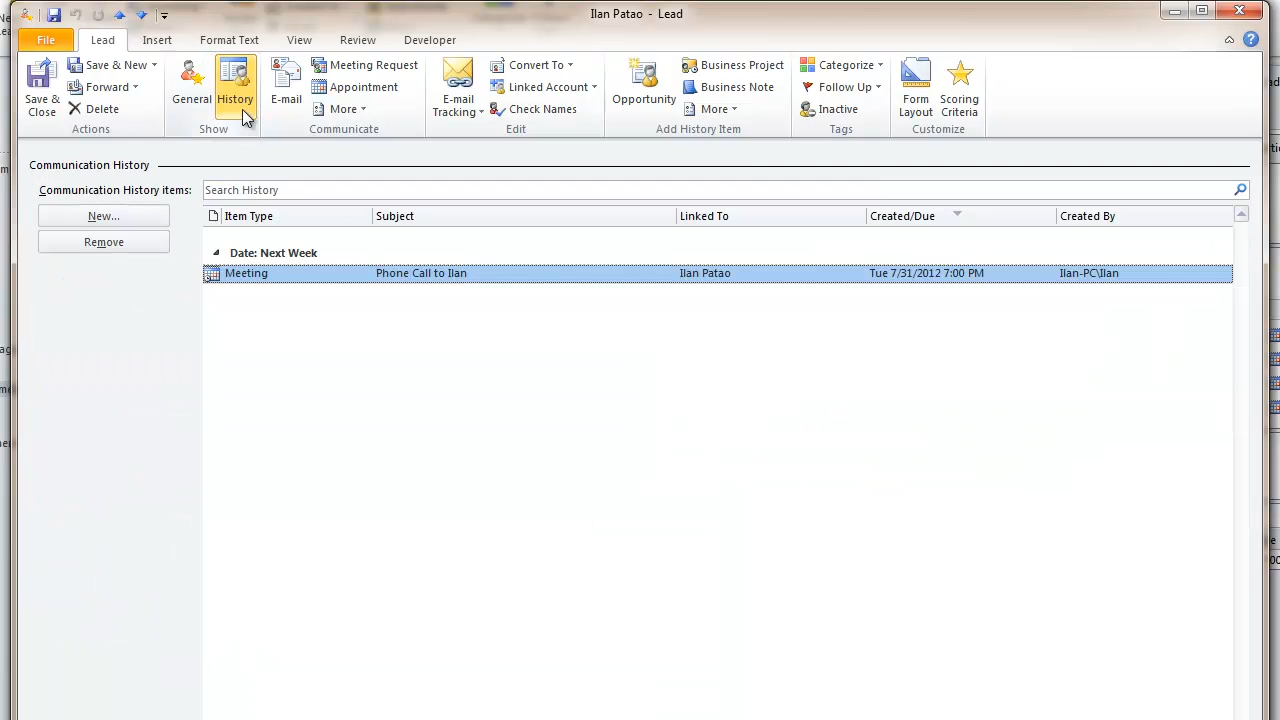 Ilan Patao - Lead
File Lead Insert Format Text View Review Developer
Save & Close
Save & New
Forward
Delete
Actions
General
History
Show
E-mail
Meeting Request
Appointment
More
Communicate
E-mail Tracking
Convert To
Linked Account
Check Names
Edit
Opportunity
Business Project
Business Note
More
Add History Item
Categorize
Follow Up
Inactive
Tags
Form Layout
Scoring Criteria
Customize
Communication History
Communication History items:
Search History
New...
Remove
Item Type Subject Linked To Created/Due Created By
Date: Next Week
Meeting Phone Call to Ilan Ilan Patao Tue 7/31/2012 7:00 PM Ilan-PC\Ilan